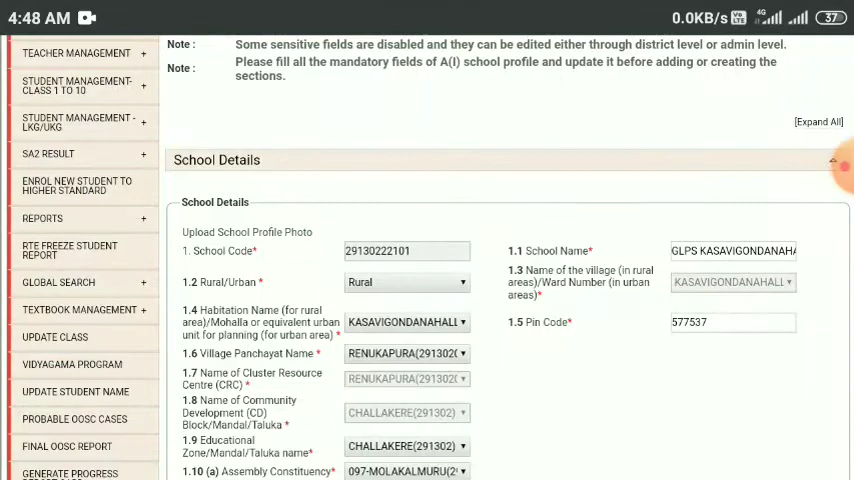 4:48 AM 0.0KB/s Vo LTE 4G 37
TEACHER MANAGEMENT +
STUDENT MANAGEMENT-
CLASS 1 TO 10 +
STUDENT MANAGEMENT -
LKG/UKG +
SA2 RESULT +
ENROL NEW STUDENT TO
HIGHER STANDARD
REPORTS +
RTE FREEZE STUDENT
REPORT
GLOBAL SEARCH +
TEXTBOOK MANAGEMENT +
UPDATE CLASS
VIDYAGAMA PROGRAM
UPDATE STUDENT NAME
PROBABLE OOSC CASES
FINAL OOSC REPORT
GENERATE PROGRESS
Note : Some sensitive fields are disabled and they can be edited either through district level or admin level.
Note : Please fill all the mandatory fields of A(I) school profile and update it before adding or creating the
sections.
[Expand All]
School Details
School Details
Upload School Profile Photo
1. School Code* 29130222101
1.1 School Name* GLPS KASAVIGONDANAHA
1.2 Rural/Urban * Rural
1.3 Name of the village (in rural
areas)/Ward Number (in urban
areas)* KASAVIGONDANAHALL
1.4 Habitation Name (for rural
area)/Mohalla or equivalent urban
unit for planning (for urban area) * KASAVIGONDANAHALL
1.5 Pin Code* 577537
1.6 Village Panchayat Name * RENUKAPURA(291302
1.7 Name of Cluster Resource
Centre (CRC) * RENUKAPURA(291302
1.8 Name of Community
Development (CD)
Block/Mandal/Taluka * CHALLAKERE(291302)
1.9 Educational
Zone/Mandal/Taluka name* CHALLAKERE(291302)
1.10 (a) Assembly Constituency* 097-MOLAKALMURU(2